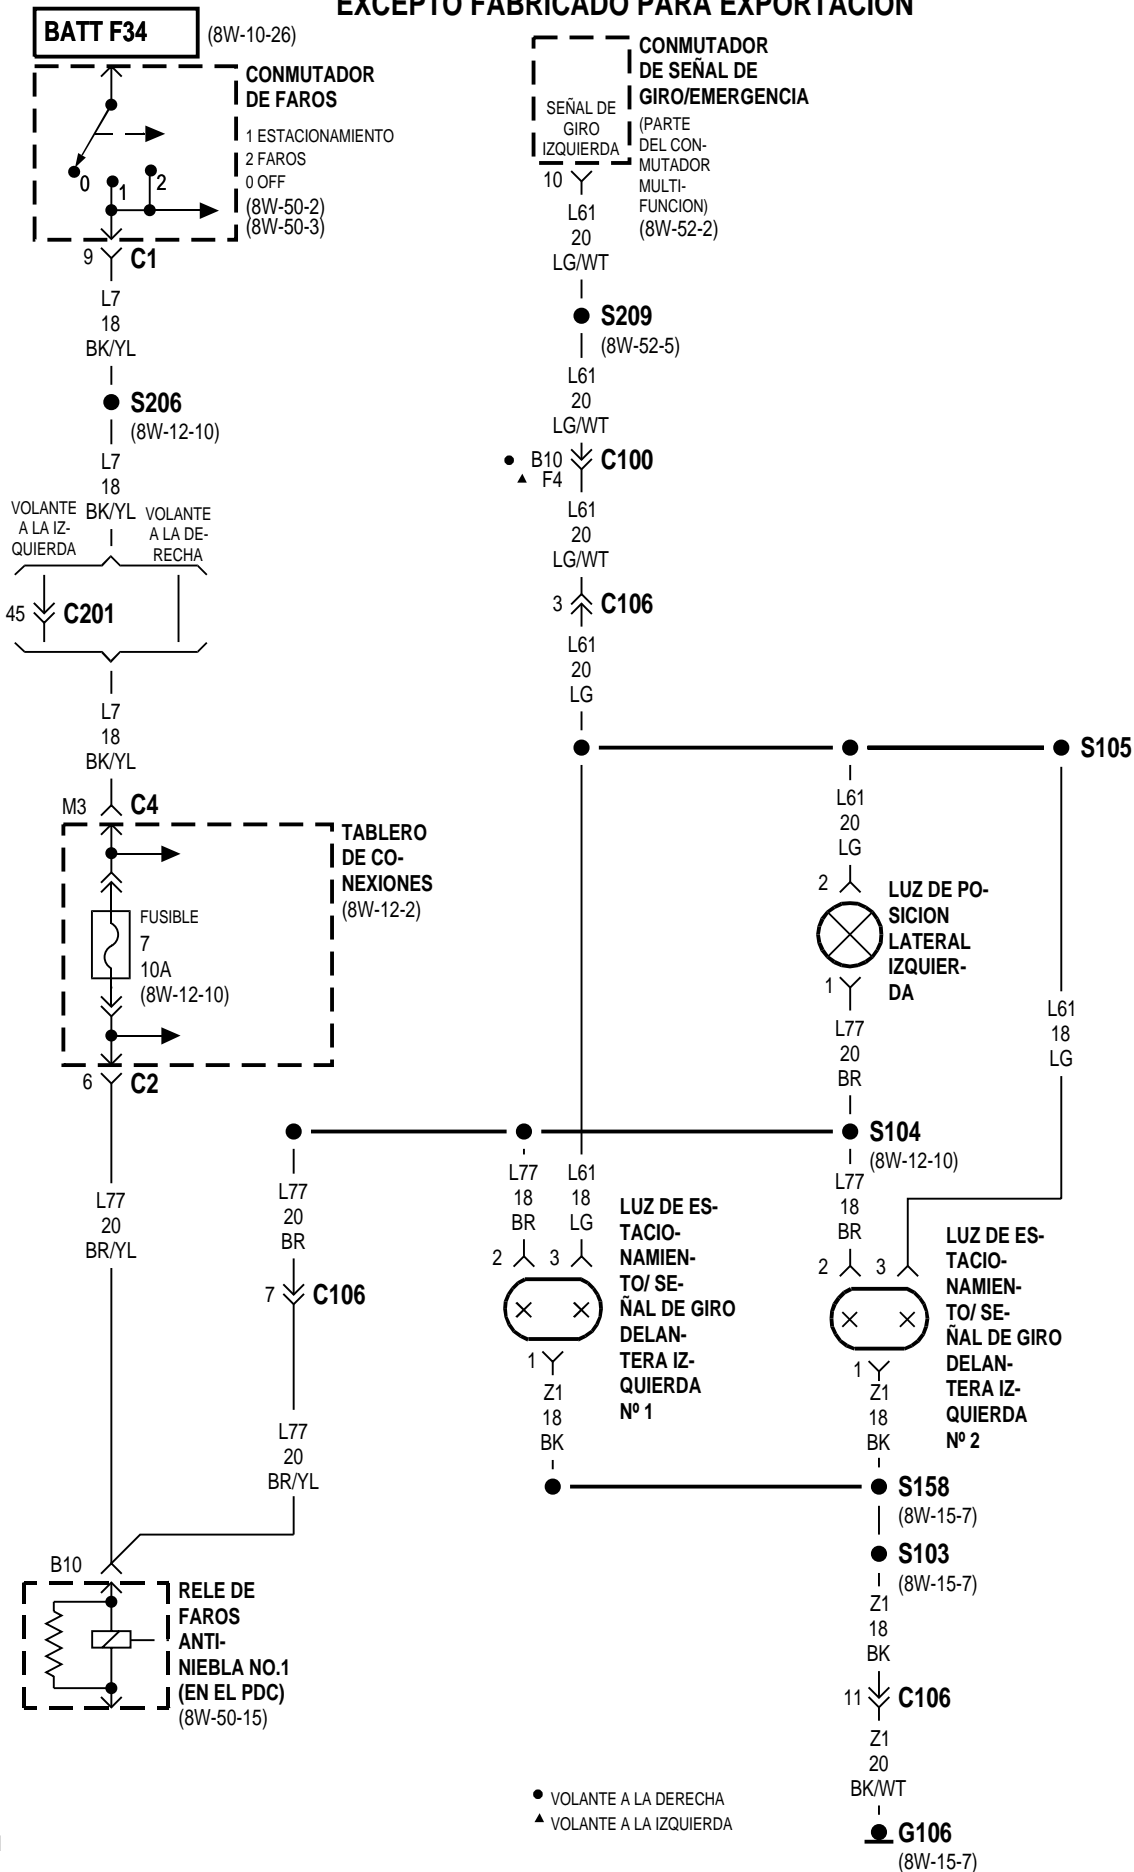 EXCEPTO FABRICADO PARA EXPORTACION
BATT F34
(8W-10-26)
CONMUTADOR
DE FAROS
1 ESTACIONAMIENTO
2 FAROS
0 OFF
(8W-50-2)
(8W-50-3)
0
1
2
9
C1
L7
18
BK/YL
S206
(8W-12-10)
L7
18
BK/YL
VOLANTE
A LA IZ-
QUIERDA
VOLANTE
A LA DE-
RECHA
45
C201
L7
18
BK/YL
M3
C4
TABLERO
DE CO-
NEXIONES
(8W-12-2)
FUSIBLE
7
10A
(8W-12-10)
6
C2
L77
20
BR/YL
L77
20
BR
7
C106
L77
20
BR/YL
B10
RELE DE
FAROS
ANTI-
NIEBLA NO.1
(EN EL PDC)
(8W-50-15)
CONMUTADOR
DE SEÑAL DE
GIRO/EMERGENCIA
(PARTE
DEL CON-
MUTADOR
MULTI-
FUNCION)
(8W-52-2)
SEÑAL DE
GIRO
IZQUIERDA
10
L61
20
LG/WT
S209
(8W-52-5)
L61
20
LG/WT
B10
F4
C100
L61
20
LG/WT
3
C106
L61
20
LG
S105
L61
20
LG
2
LUZ DE PO-
SICION
LATERAL
IZQUIER-
DA
1
L77
20
BR
L61
18
LG
S104
(8W-12-10)
L77
18
BR
L61
18
LG
2
3
LUZ DE ES-
TACIO-
NAMIEN-
TO/ SE-
ÑAL DE GIRO
DELAN-
TERA IZ-
QUIERDA
Nº 1
1
Z1
18
BK
L77
18
BR
2
3
LUZ DE ES-
TACIO-
NAMIEN-
TO/ SE-
ÑAL DE GIRO
DELAN-
TERA IZ-
QUIERDA
Nº 2
1
Z1
18
BK
S158
(8W-15-7)
S103
(8W-15-7)
Z1
18
BK
11
C106
Z1
20
BK/WT
G106
(8W-15-7)
● VOLANTE A LA DERECHA
▲ VOLANTE A LA IZQUIERDA